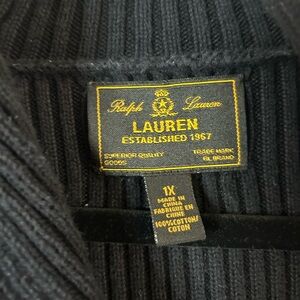 Ralph Lauren
LAUREN
ESTABLISHED 1967
SUPERIOR QUALITY
GOODS
TRADE MARK
RL BRAND
1X
MADE IN
CHINA
FABRIQUE EN
CHINE
100%COTTON/
COTON